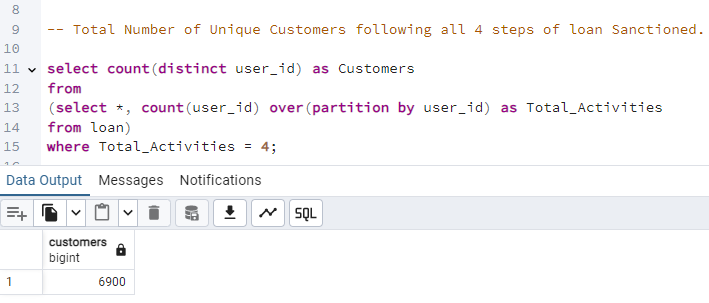 8
9 -- Total Number of Unique Customers following all 4 steps of loan Sanctioned.
10
11 select count(distinct user_id) as Customers
12 from
13 (select *, count(user_id) over(partition by user_id) as Total_Activities
14 from loan)
15 where Total_Activities = 4;
Data Output Messages Notifications
SQL
customers
bigint
1 6900